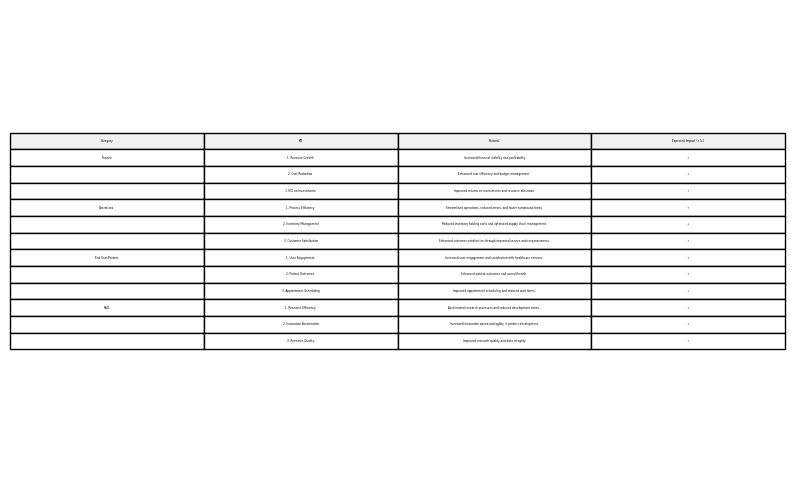 Category KPI Rational Expected Impact (+/-)
Finance 1. Revenue Growth Increased financial viability and profitability. +
2. Cost Reduction Enhanced cost efficiency and budget management. +
3. ROI on Investments Improved returns on investments and resource allocation. +
Operations 1. Process Efficiency Streamlined operations, reduced errors, and faster turnaround times. +
2. Inventory Management Reduced inventory holding costs and optimized supply chain management. +
3. Customer Satisfaction Enhanced customer satisfaction through improved service and responsiveness. +
End User/Patient 1. User Engagement Increased user engagement and satisfaction with healthcare services. +
2. Patient Outcomes Enhanced patient outcomes and overall health. +
3. Appointment Scheduling Improved appointment scheduling and reduced wait times. +
R&D 1. Research Efficiency Accelerated research processes and reduced development times. +
2. Innovation Acceleration Increased innovation speed and agility in product development. +
3. Research Quality Improved research quality and data integrity. +